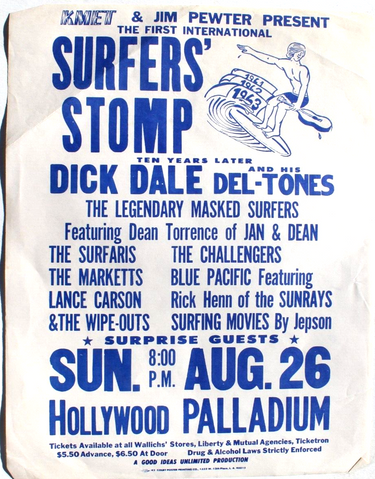 KMET & JIM PEWTER PRESENT
THE FIRST INTERNATIONAL
SURFERS'
STOMP
1961
1962
1963
TEN YEARS LATER
DICK DALE AND HIS DEL-TONES
THE LEGENDARY MASKED SURFERS
Featuring Dean Torrence of JAN & DEAN
THE SURFARIS THE CHALLENGERS
THE MARKETTS BLUE PACIFIC Featuring
LANCE CARSON Rick Henn of the SUNRAYS
&THE WIPE-OUTS SURFING MOVIES By Jepson
★ SURPRISE GUESTS ★
SUN. 8:00 P.M. AUG. 26
HOLLYWOOD PALLADIUM
Tickets Available at all Wallichs' Stores, Liberty & Mutual Agencies, Ticketron
$5.50 Advance, $6.50 At Door Drug & Alcohol Laws Strictly Enforced
A GOOD IDEAS UNLIMITED PRODUCTION